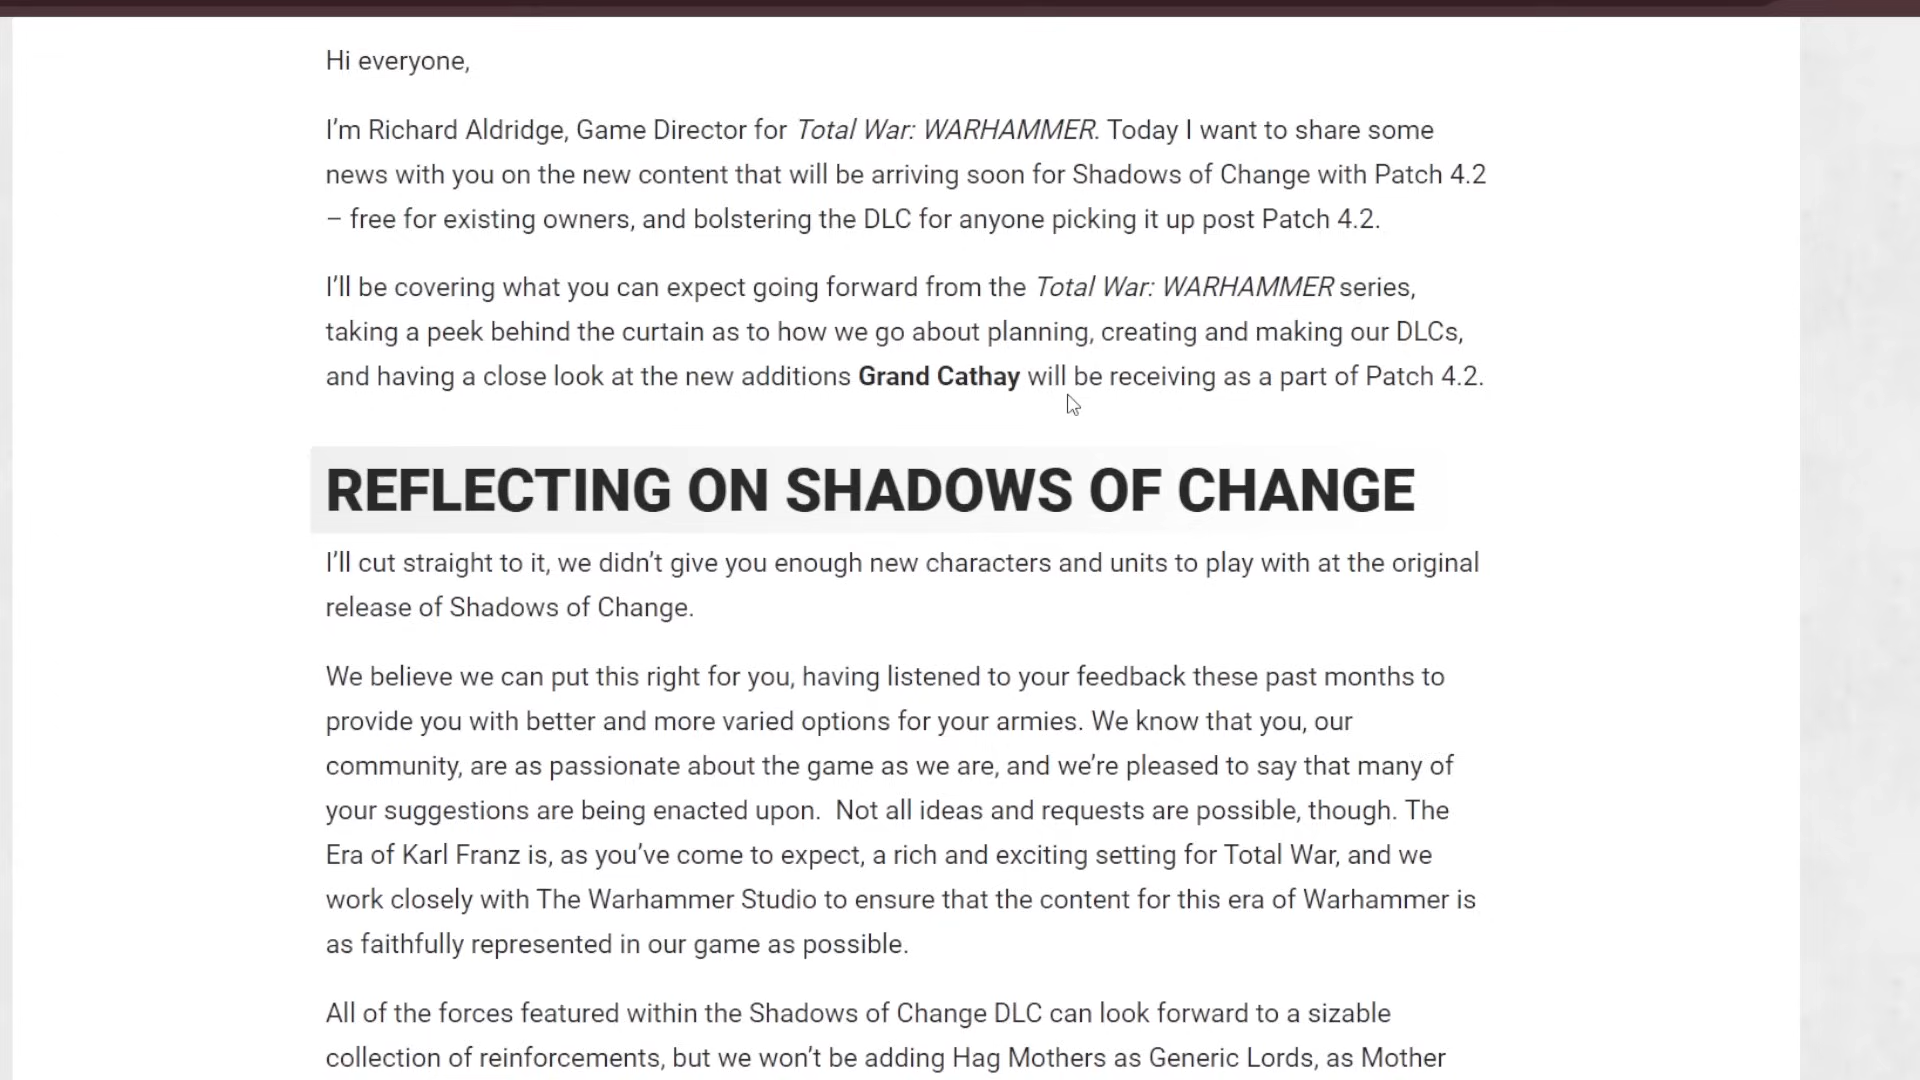 Hi everyone,
I’m Richard Aldridge, Game Director for Total War: WARHAMMER. Today I want to share some
news with you on the new content that will be arriving soon for Shadows of Change with Patch 4.2
– free for existing owners, and bolstering the DLC for anyone picking it up post Patch 4.2.
I’ll be covering what you can expect going forward from the Total War: WARHAMMER series,
taking a peek behind the curtain as to how we go about planning, creating and making our DLCs,
and having a close look at the new additions Grand Cathay will be receiving as a part of Patch 4.2.
REFLECTING ON SHADOWS OF CHANGE
I’ll cut straight to it, we didn’t give you enough new characters and units to play with at the original
release of Shadows of Change.
We believe we can put this right for you, having listened to your feedback these past months to
provide you with better and more varied options for your armies. We know that you, our
community, are as passionate about the game as we are, and we’re pleased to say that many of
your suggestions are being enacted upon.  Not all ideas and requests are possible, though. The
Era of Karl Franz is, as you’ve come to expect, a rich and exciting setting for Total War, and we
work closely with The Warhammer Studio to ensure that the content for this era of Warhammer is
as faithfully represented in our game as possible.
All of the forces featured within the Shadows of Change DLC can look forward to a sizable
collection of reinforcements, but we won’t be adding Hag Mothers as Generic Lords, as Mother